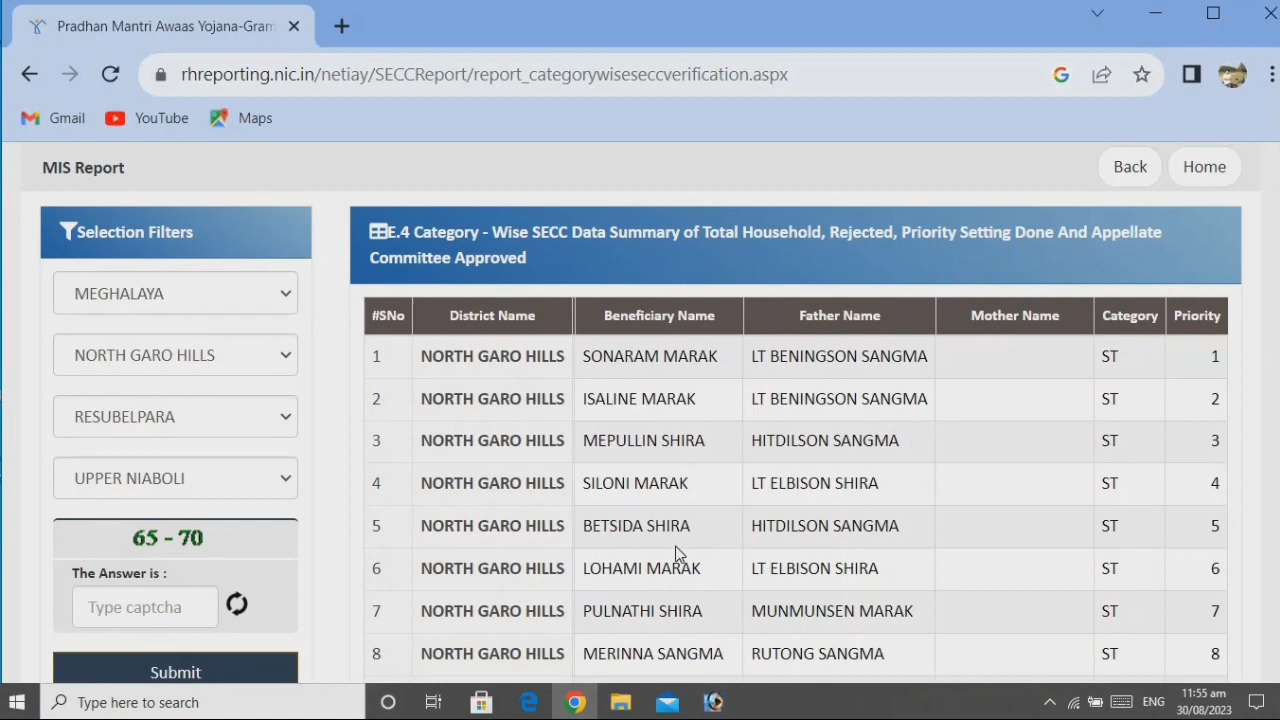 Pradhan Mantri Awaas Yojana-Gram
rhreporting.nic.in/netiay/SECCReport/report_categorywiseseccverification.aspx
Gmail YouTube Maps
MIS Report Back Home
Selection Filters
MEGHALAYA
NORTH GARO HILLS
RESUBELPARA
UPPER NIABOLI
65 - 70
The Answer is :
Type captcha
Submit
E.4 Category - Wise SECC Data Summary of Total Household, Rejected, Priority Setting Done And Appellate
Committee Approved
#SNo District Name Beneficiary Name Father Name Mother Name Category Priority
1 NORTH GARO HILLS SONARAM MARAK LT BENINGSON SANGMA ST 1
2 NORTH GARO HILLS ISALINE MARAK LT BENINGSON SANGMA ST 2
3 NORTH GARO HILLS MEPULLIN SHIRA HITDILSON SANGMA ST 3
4 NORTH GARO HILLS SILONI MARAK LT ELBISON SHIRA ST 4
5 NORTH GARO HILLS BETSIDA SHIRA HITDILSON SANGMA ST 5
6 NORTH GARO HILLS LOHAMI MARAK LT ELBISON SHIRA ST 6
7 NORTH GARO HILLS PULNATHI SHIRA MUNMUNSEN MARAK ST 7
8 NORTH GARO HILLS MERINNA SANGMA RUTONG SANGMA ST 8
Type here to search
ENG
11:55 am
30/08/2023